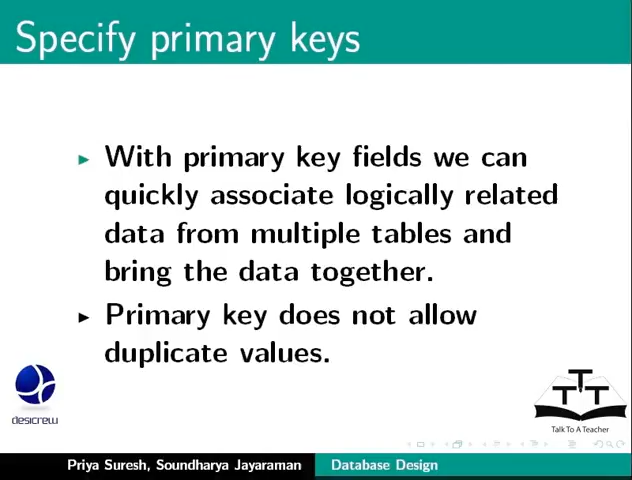 Specify primary keys
With primary key fields we can
quickly associate logically related
data from multiple tables and
bring the data together.
Primary key does not allow
duplicate values.
desicrew
T T T
Talk To A Teacher
Priya Suresh, Soundharya Jayaraman
Database Design